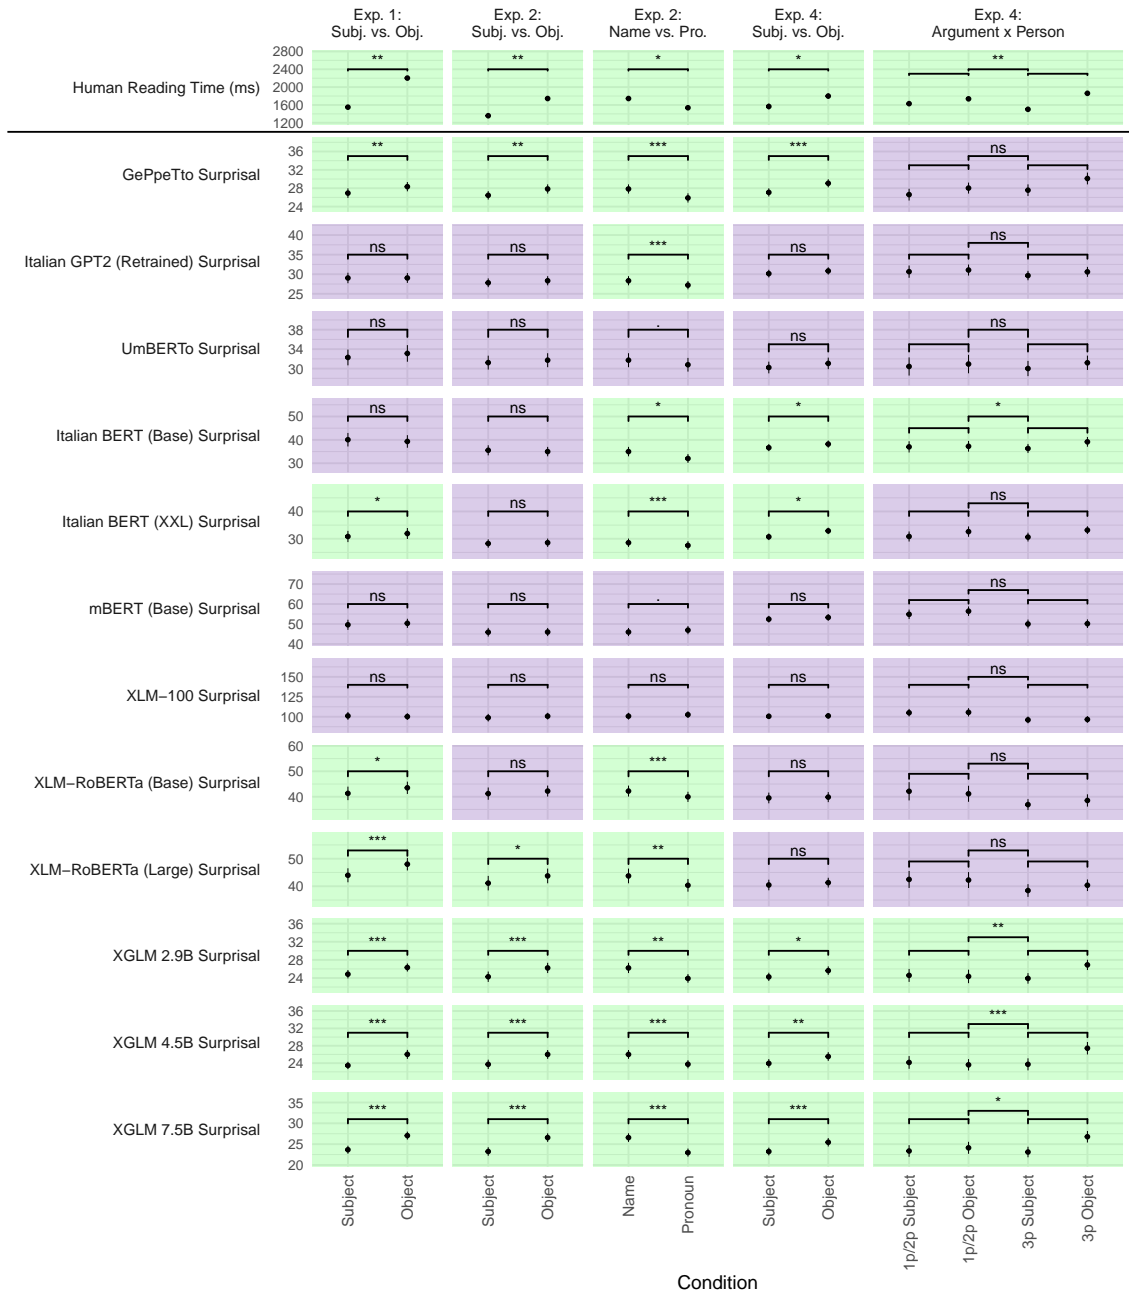 Exp. 1:
Subj. vs. Obj.
Exp. 2:
Subj. vs. Obj.
Exp. 2:
Name vs. Pro.
Exp. 4:
Subj. vs. Obj.
Exp. 4:
Argument x Person
Human Reading Time (ms)
2800
2400
2000
1600
1200
** ** * * **
GePpeTto Surprisal
36
32
28
24
** ** *** *** ns
Italian GPT2 (Retrained) Surprisal
40
35
30
25
ns ns *** ns ns
UmBERTo Surprisal
38
34
30
ns ns . ns ns
Italian BERT (Base) Surprisal
50
40
30
ns ns * * *
Italian BERT (XXL) Surprisal
40
30
* ns *** * ns
mBERT (Base) Surprisal
70
60
50
40
ns ns . ns ns
XLM−100 Surprisal
150
125
100
ns ns ns ns ns
XLM−RoBERTa (Base) Surprisal
60
50
40
* ns *** ns ns
XLM−RoBERTa (Large) Surprisal
50
40
*** * ** ns ns
XGLM 2.9B Surprisal
36
32
28
24
*** *** ** * **
XGLM 4.5B Surprisal
36
32
28
24
*** *** *** ** ***
XGLM 7.5B Surprisal
35
30
25
20
*** *** *** *** *
Subject
Object
Subject
Object
Name
Pronoun
Subject
Object
1p/2p Subject
1p/2p Object
3p Subject
3p Object
Condition